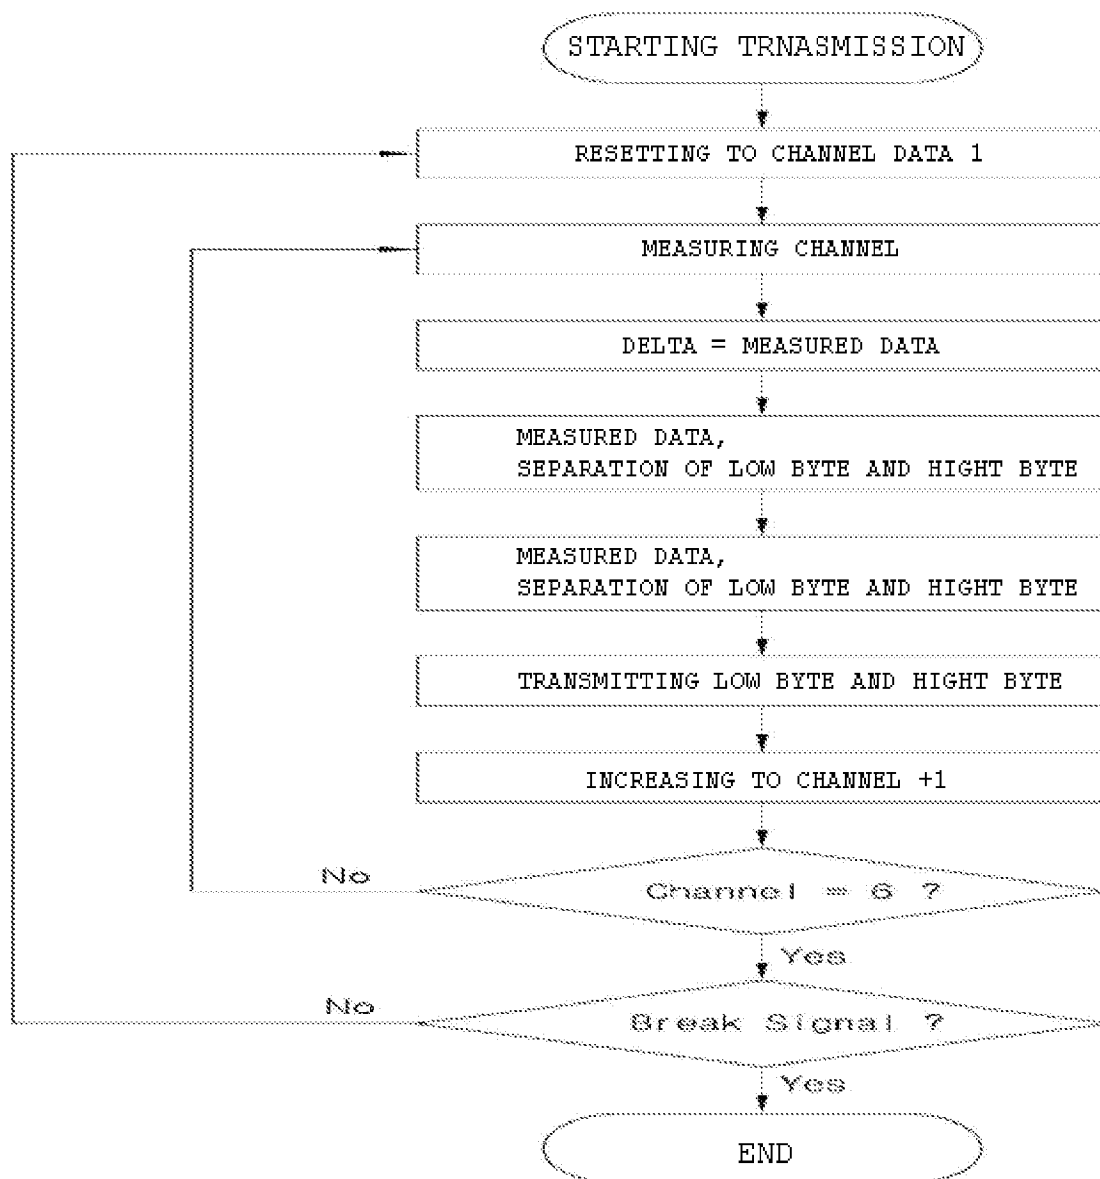 STARTING TRNASMISSION
RESETTING TO CHANNEL DATA 1
MEASURING CHANNEL
DELTA = MEASURED DATA
MEASURED DATA,
SEPARATION OF LOW BYTE AND HIGHT BYTE
MEASURED DATA,
SEPARATION OF LOW BYTE AND HIGHT BYTE
TRANSMITTING LOW BYTE AND HIGHT BYTE
INCREASING TO CHANNEL +1
No
Channel = 6 ?
Yes
No
Break Signal ?
Yes
END